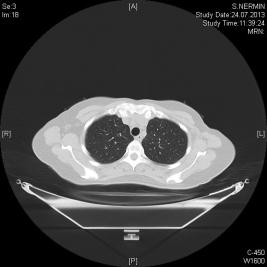 Se:3
Im:18
[A]
S.NERMIN
Study Date:24.07.2013
Study Time:11:39:24
MRN:
[R]
[L]
[P]
C-450
W1600